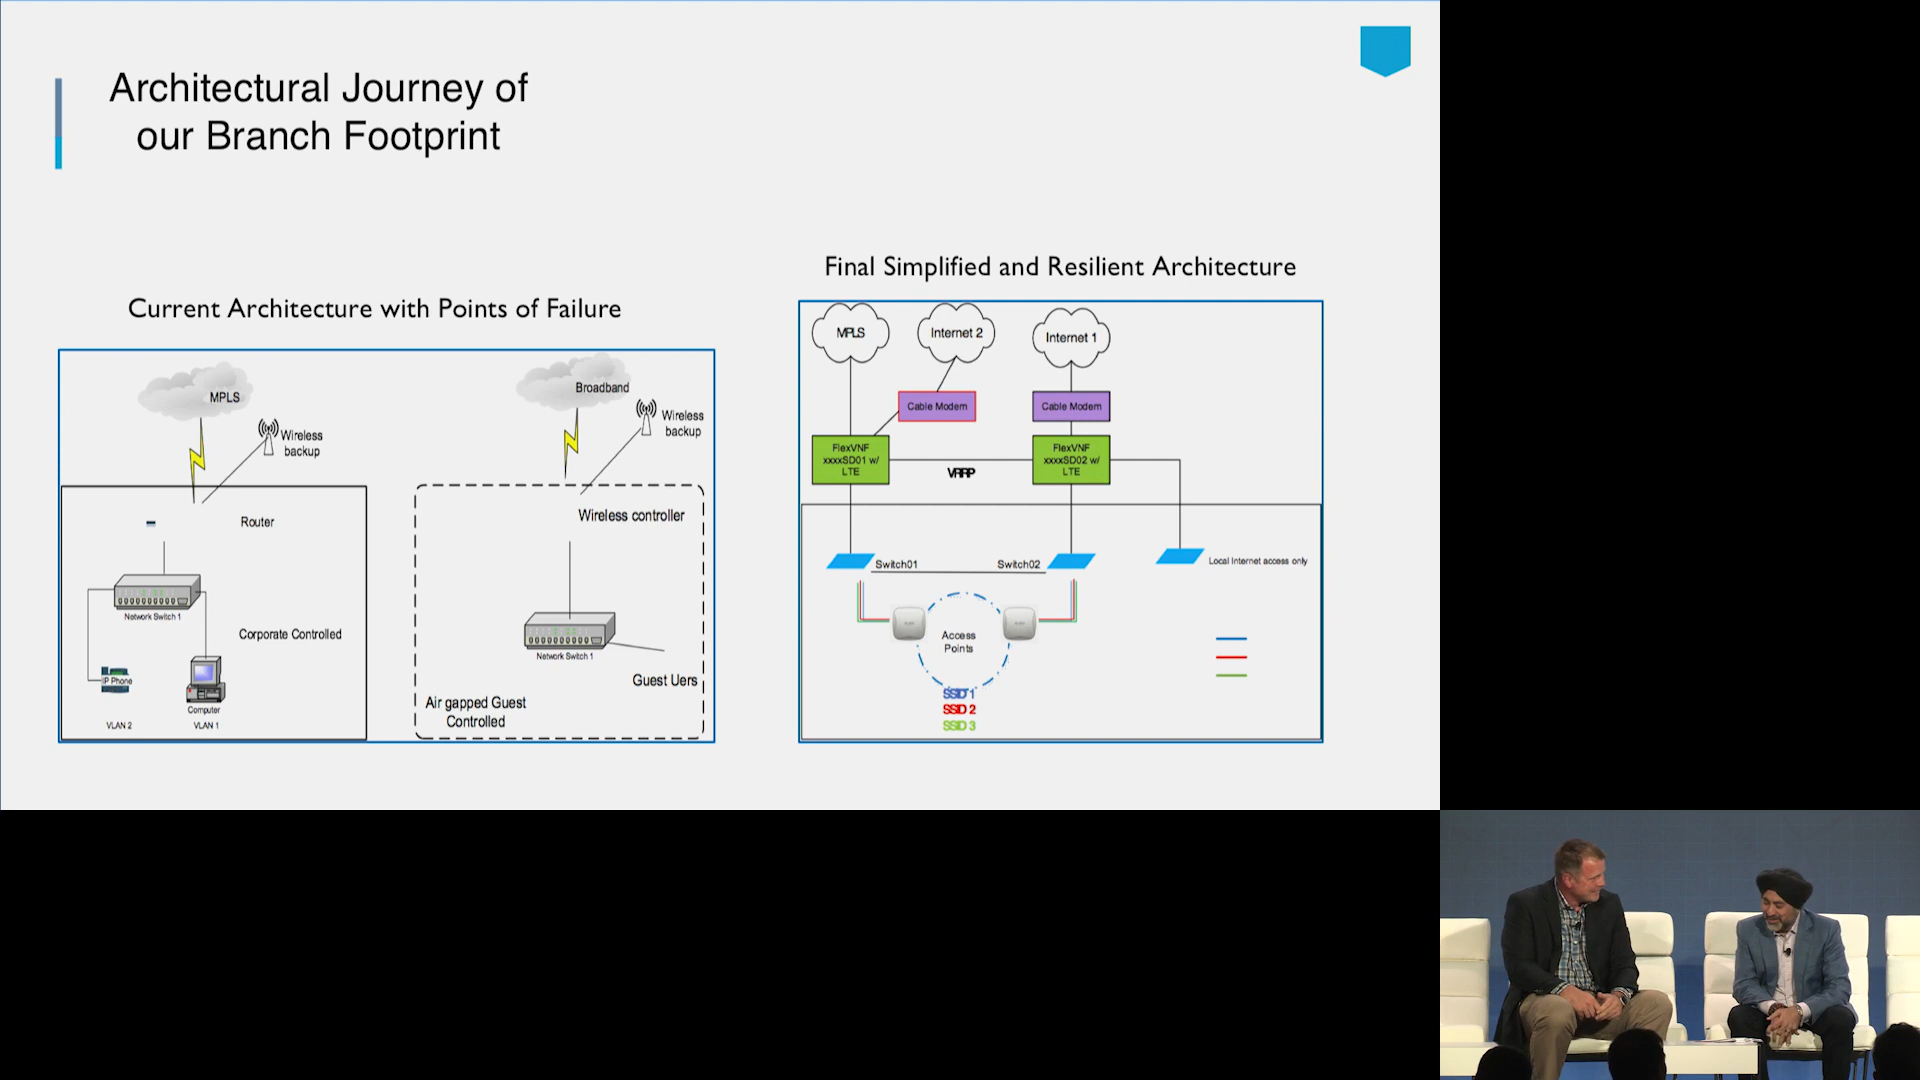 Architectural Journey of
our Branch Footprint
Current Architecture with Points of Failure
MPLS
Wireless
backup
Router
Network Switch 1
Corporate Controlled
IP Phone
Computer
VLAN 2
VLAN 1
Broadband
Wireless
backup
Wireless controller
Network Switch 1
Guest Uers
Air gapped Guest
Controlled
Final Simplified and Resilient Architecture
MPLS
Internet 2
Internet 1
Cable Modem
Cable Modem
FlexVNF
xxxxSD01 w/
LTE
VRRP
FlexVNF
xxxxSD02 w/
LTE
Switch01
Switch02
Local Internet access only
Access
Points
SSID 1
SSID 2
SSID 3